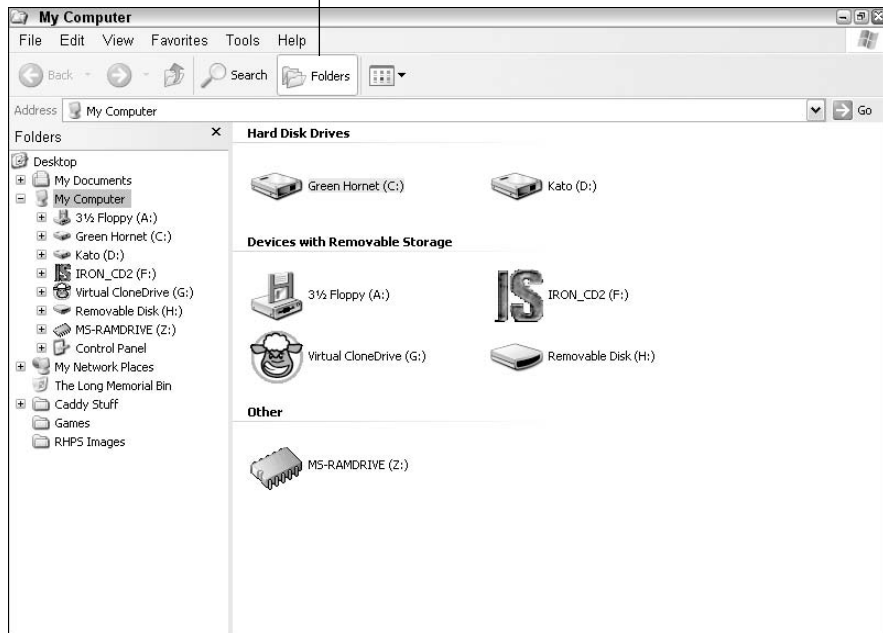 My Computer
File Edit View Favorites Tools Help
Back Search Folders
Address My Computer Go
Folders
Desktop
My Documents
My Computer
3½ Floppy (A:)
Green Hornet (C:)
Kato (D:)
IRON_CD2 (F:)
Virtual CloneDrive (G:)
Removable Disk (H:)
MS-RAMDRIVE (Z:)
Control Panel
My Network Places
The Long Memorial Bin
Caddy Stuff
Games
RHPS Images
Hard Disk Drives
Green Hornet (C:) Kato (D:)
Devices with Removable Storage
3½ Floppy (A:) IS IRON_CD2 (F:)
Virtual CloneDrive (G:) Removable Disk (H:)
Other
MS-RAMDRIVE (Z:)